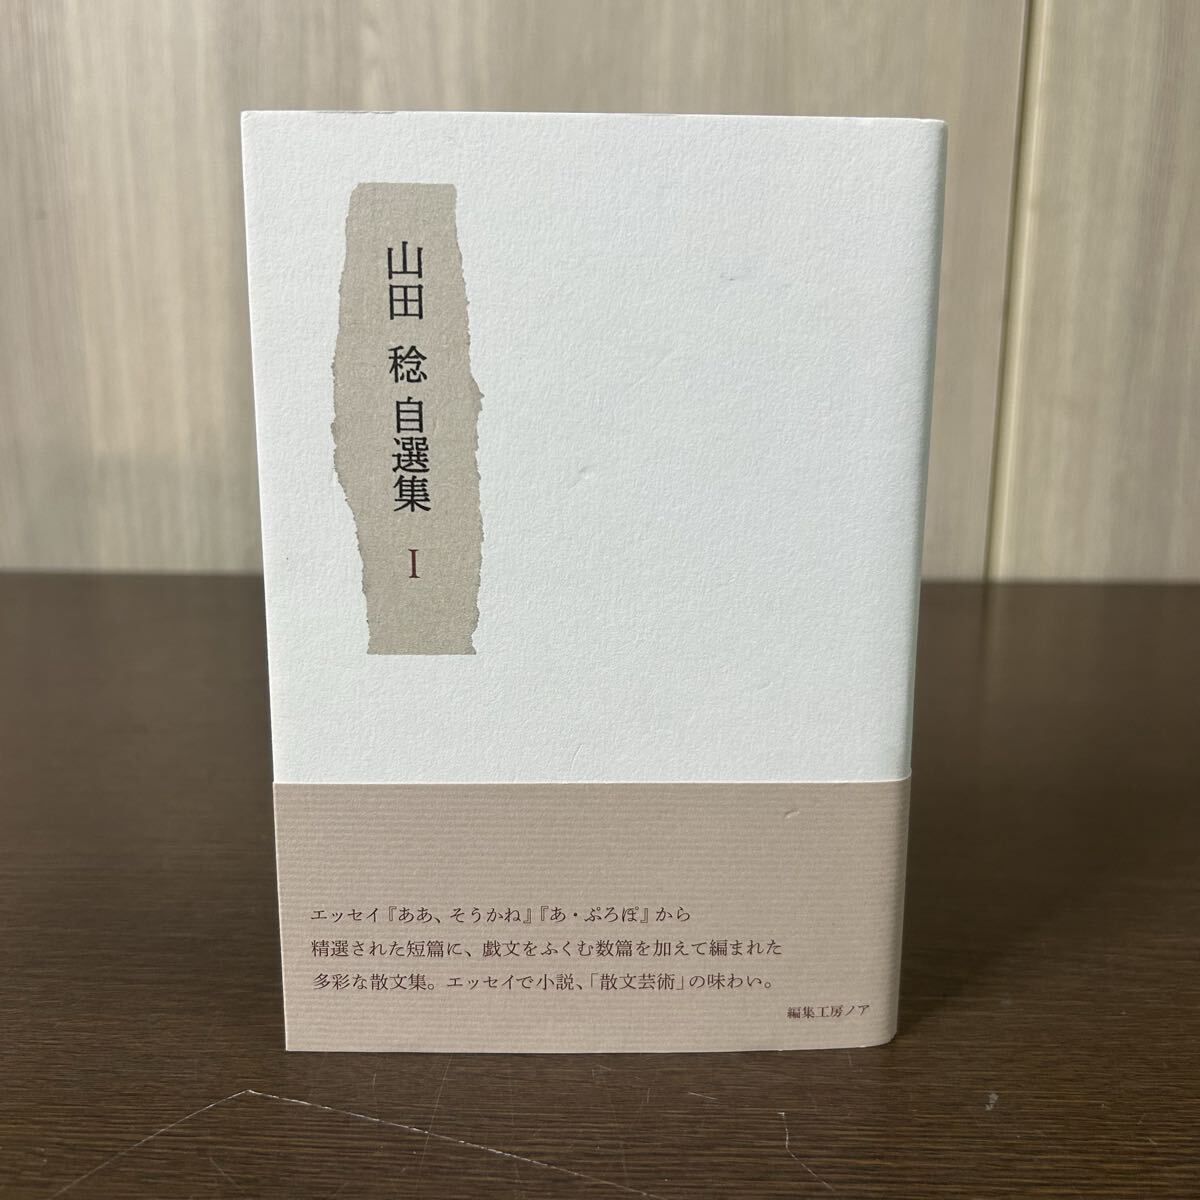 山田 稔 自選集 I
エッセイ『ああ、そうかね』『あ・ぷろぽ』から
精選された短篇に、戯文をふくむ数篇を加えて編まれた
多彩な散文集。エッセイで小説、「散文芸術」の味わい。
編集工房ノア